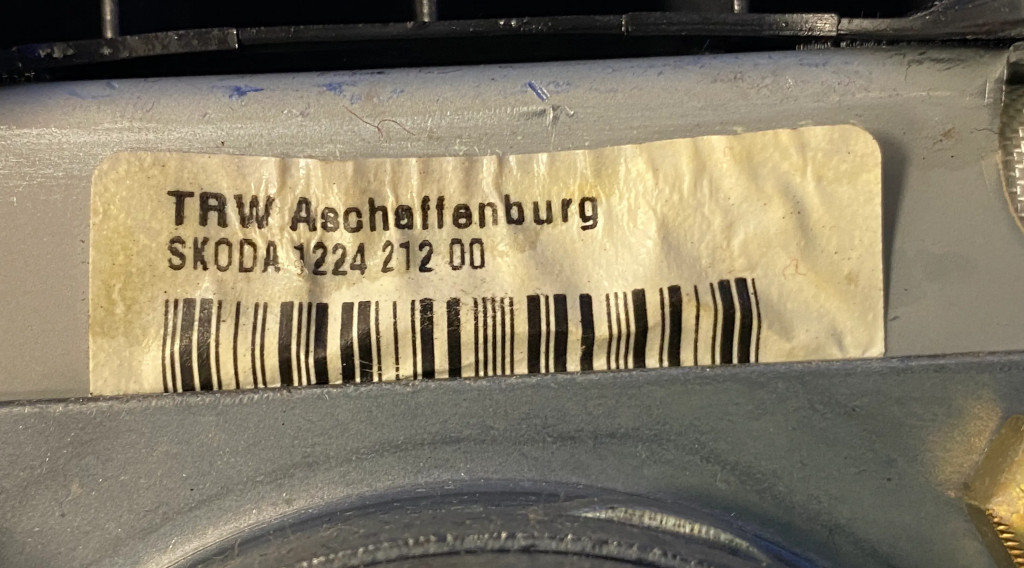 TRW Aschaffenburg
SKODA 1224 212 00